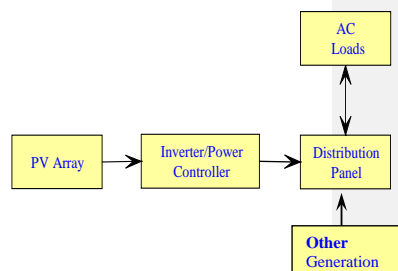 AC
Loads
PV Array
Inverter/Power
Controller
Distribution
Panel
Other
Generation